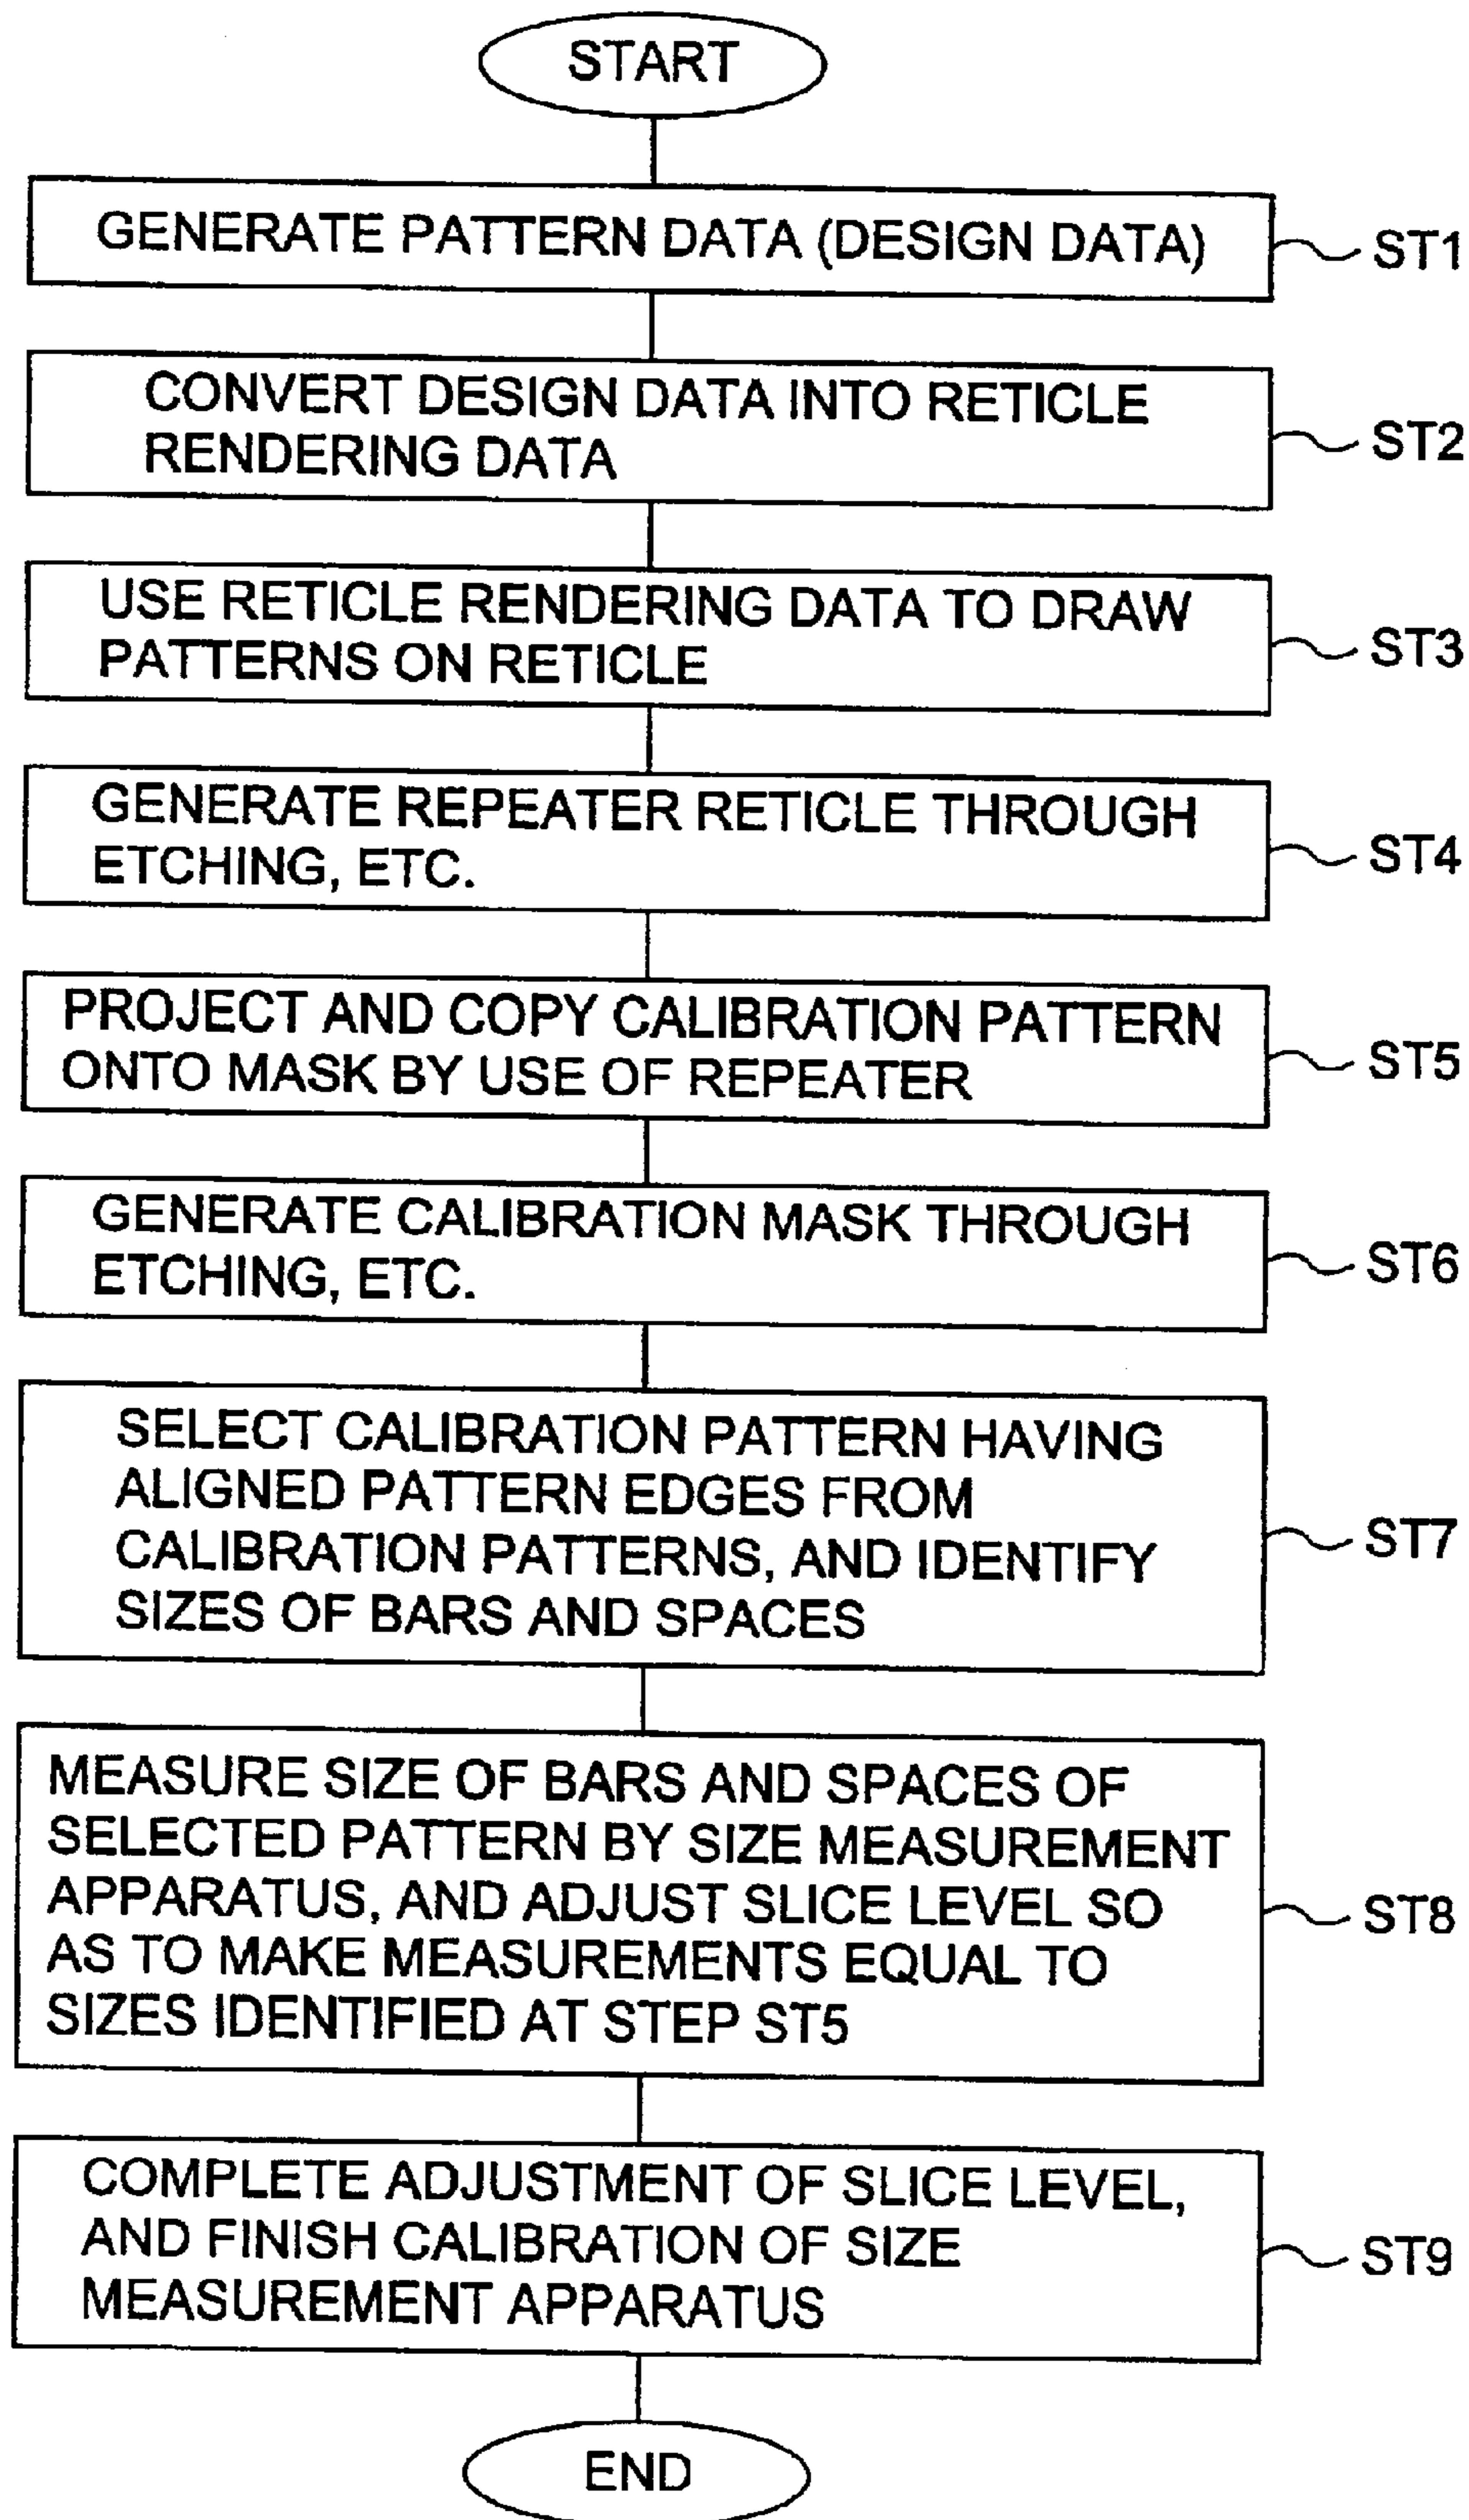 START
GENERATE PATTERN DATA (DESIGN DATA)
ST1
CONVERT DESIGN DATA INTO RETICLE
RENDERING DATA
ST2
USE RETICLE RENDERING DATA TO DRAW
PATTERNS ON RETICLE
ST3
GENERATE REPEATER RETICLE THROUGH
ETCHING, ETC.
ST4
PROJECT AND COPY CALIBRATION PATTERN
ONTO MASK BY USE OF REPEATER
ST5
GENERATE CALIBRATION MASK THROUGH
ETCHING, ETC.
ST6
SELECT CALIBRATION PATTERN HAVING
ALIGNED PATTERN EDGES FROM
CALIBRATION PATTERNS, AND IDENTIFY
SIZES OF BARS AND SPACES
ST7
MEASURE SIZE OF BARS AND SPACES OF
SELECTED PATTERN BY SIZE MEASUREMENT
APPARATUS, AND ADJUST SLICE LEVEL SO
AS TO MAKE MEASUREMENTS EQUAL TO
SIZES IDENTIFIED AT STEP ST5
ST8
COMPLETE ADJUSTMENT OF SLICE LEVEL,
AND FINISH CALIBRATION OF SIZE
MEASUREMENT APPARATUS
ST9
END